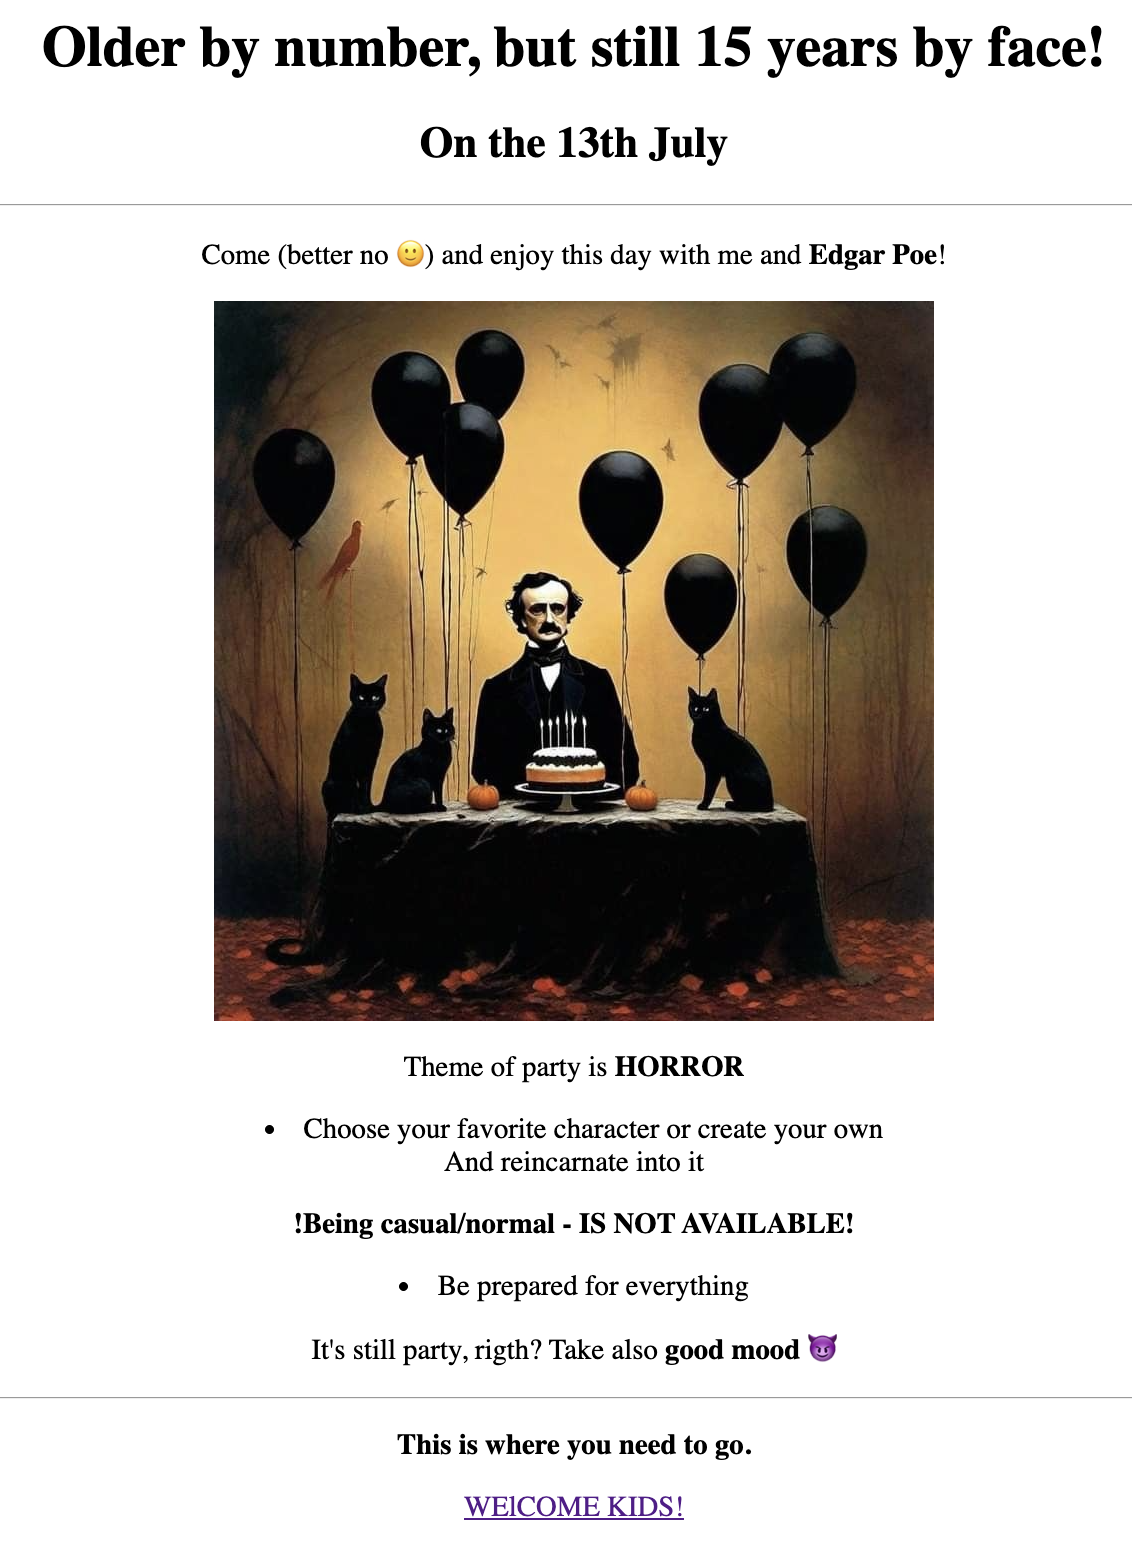 Older by number, but still 15 years by face!
On the 13th July
Come (better no 🙂) and enjoy this day with me and Edgar Poe!
Theme of party is HORROR
• Choose your favorite character or create your own
And reincarnate into it
!Being casual/normal - IS NOT AVAILABLE!
• Be prepared for everything
It's still party, rigth? Take also good mood 😈
This is where you need to go.
WElCOME KIDS!